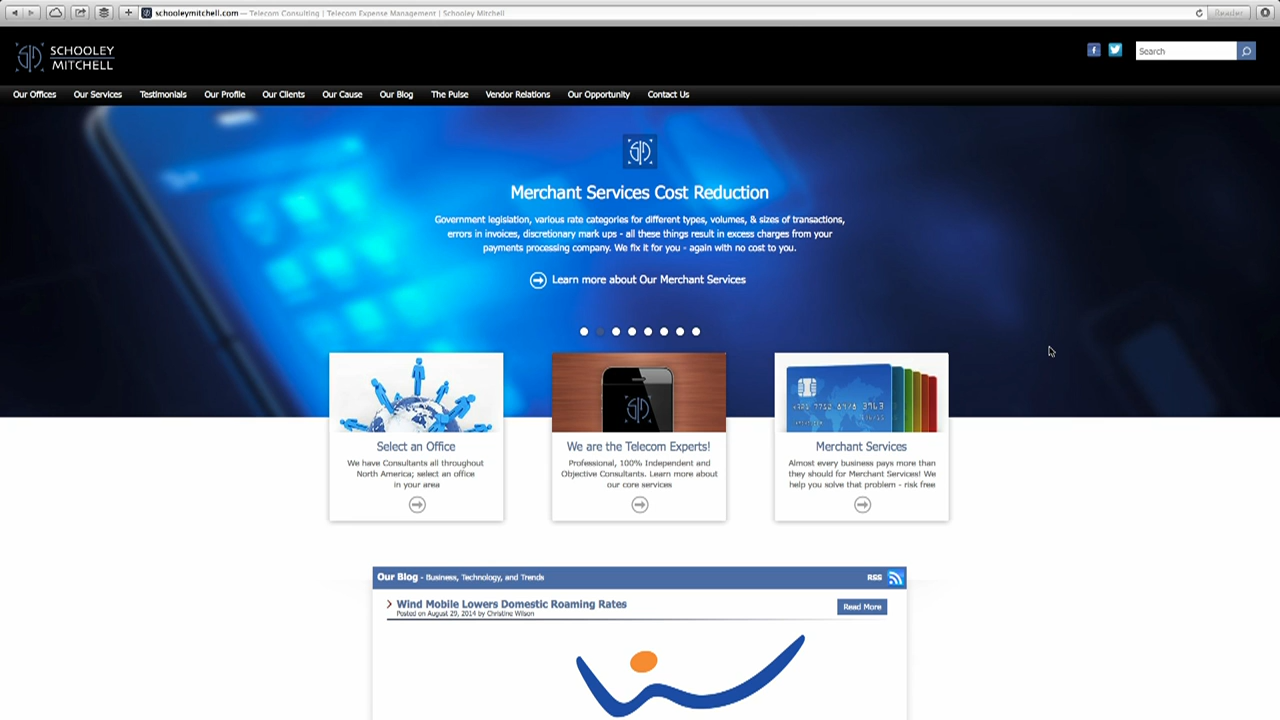 schooleymitchell.com — Telecom Consulting | Telecom Expense Management | Schooley Mitchell
Reader
SCHOOLEY
MITCHELL
Search
Our Offices Our Services Testimonials Our Profile Our Clients Our Cause Our Blog The Pulse Vendor Relations Our Opportunity Contact Us
Merchant Services Cost Reduction
Government legislation, various rate categories for different types, volumes, & sizes of transactions,
errors in invoices, discretionary mark ups - all these things result in excess charges from your
payments processing company. We fix it for you - again with no cost to you.
Learn more about Our Merchant Services
Select an Office
We have Consultants all throughout
North America; select an office
in your area
We are the Telecom Experts!
Professional, 100% Independent and
Objective Consultants. Learn more about
our core services
Merchant Services
Almost every business pays more than
they should for Merchant Services! We
help you solve that problem - risk free
Our Blog - Business, Technology, and Trends
RSS
Wind Mobile Lowers Domestic Roaming Rates
Posted on August 29, 2014 by Christine Wilson
Read More